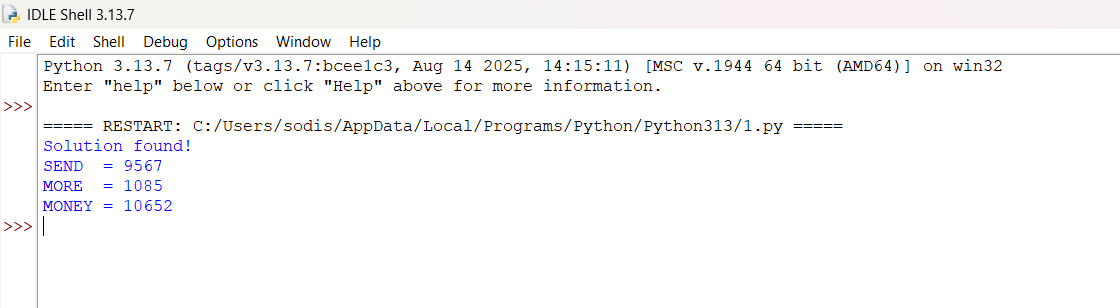 IDLE Shell 3.13.7
File Edit Shell Debug Options Window Help
Python 3.13.7 (tags/v3.13.7:bcee1c3, Aug 14 2025, 14:15:11) [MSC v.1944 64 bit (AMD64)] on win32
Enter "help" below or click "Help" above for more information.
>>>
===== RESTART: C:/Users/sodis/AppData/Local/Programs/Python/Python313/1.py =====
Solution found!
SEND  = 9567
MORE  = 1085
MONEY = 10652
>>>